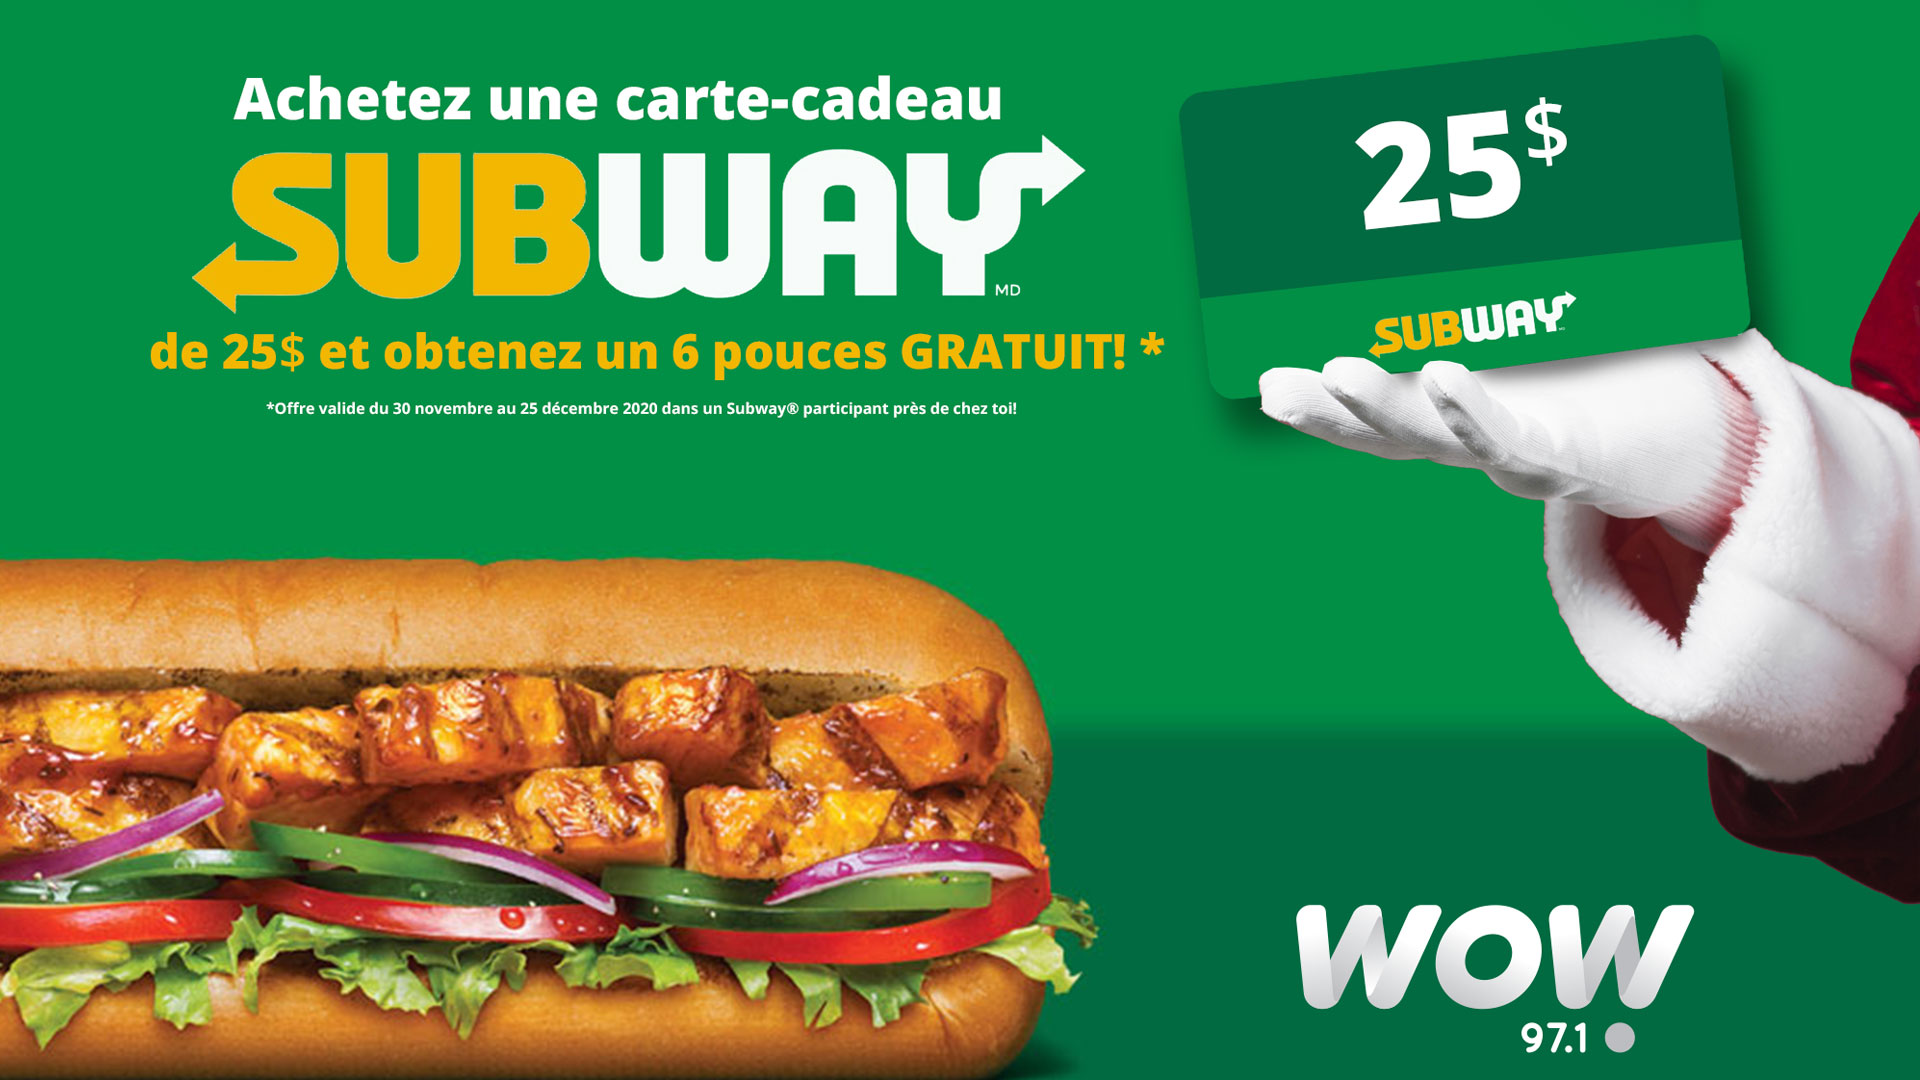 Achetez une carte-cadeau
SUBWAY MD
de 25$ et obtenez un 6 pouces GRATUIT! *
*Offre valide du 30 novembre au 25 décembre 2020 dans un Subway® participant près de chez toi!
25$
SUBWAY
WOW
97.1